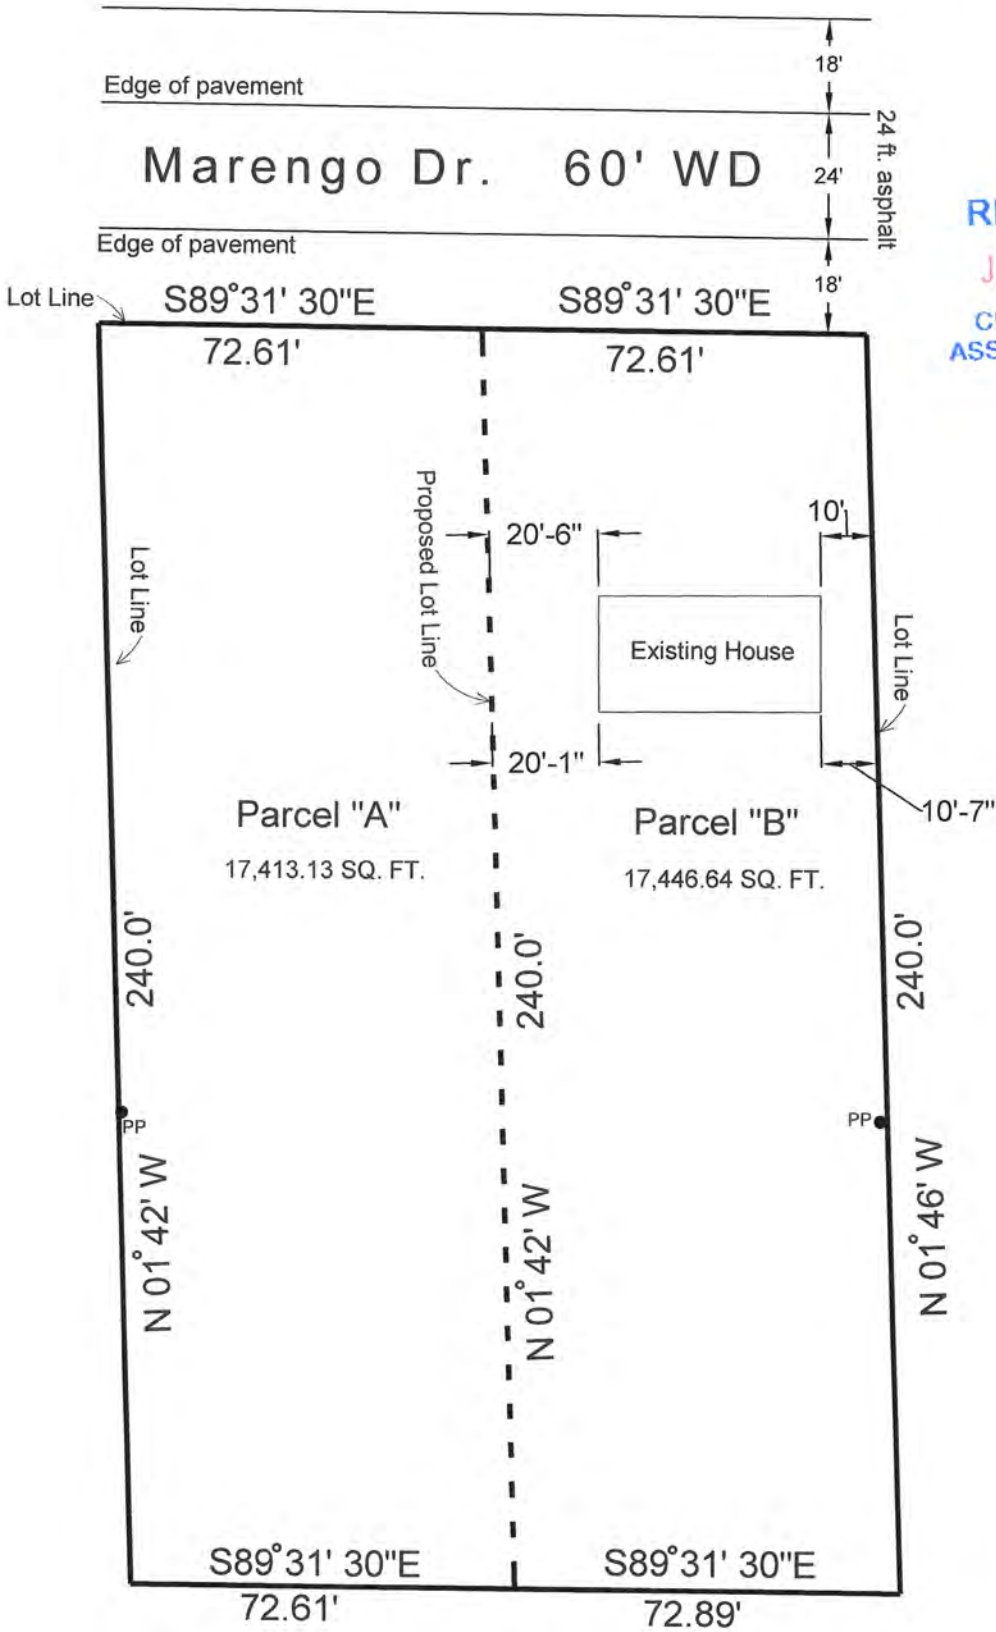 18'
Edge of pavement
24 ft. asphalt
Marengo Dr. 60' WD
24'
Edge of pavement
18'
Lot Line
S89°31' 30"E
S89°31' 30"E
72.61'
72.61'
Proposed Lot Line
20'-6"
10'
Lot Line
Existing House
Lot Line
20'-1"
10'-7"
Parcel "A"
17,413.13 SQ. FT.
Parcel "B"
17,446.64 SQ. FT.
240.0'
240.0'
240.0'
PP
PP
N 01° 42' W
N 01° 42' W
N 01° 46' W
S89°31' 30"E
S89°31' 30"E
72.61'
72.89'